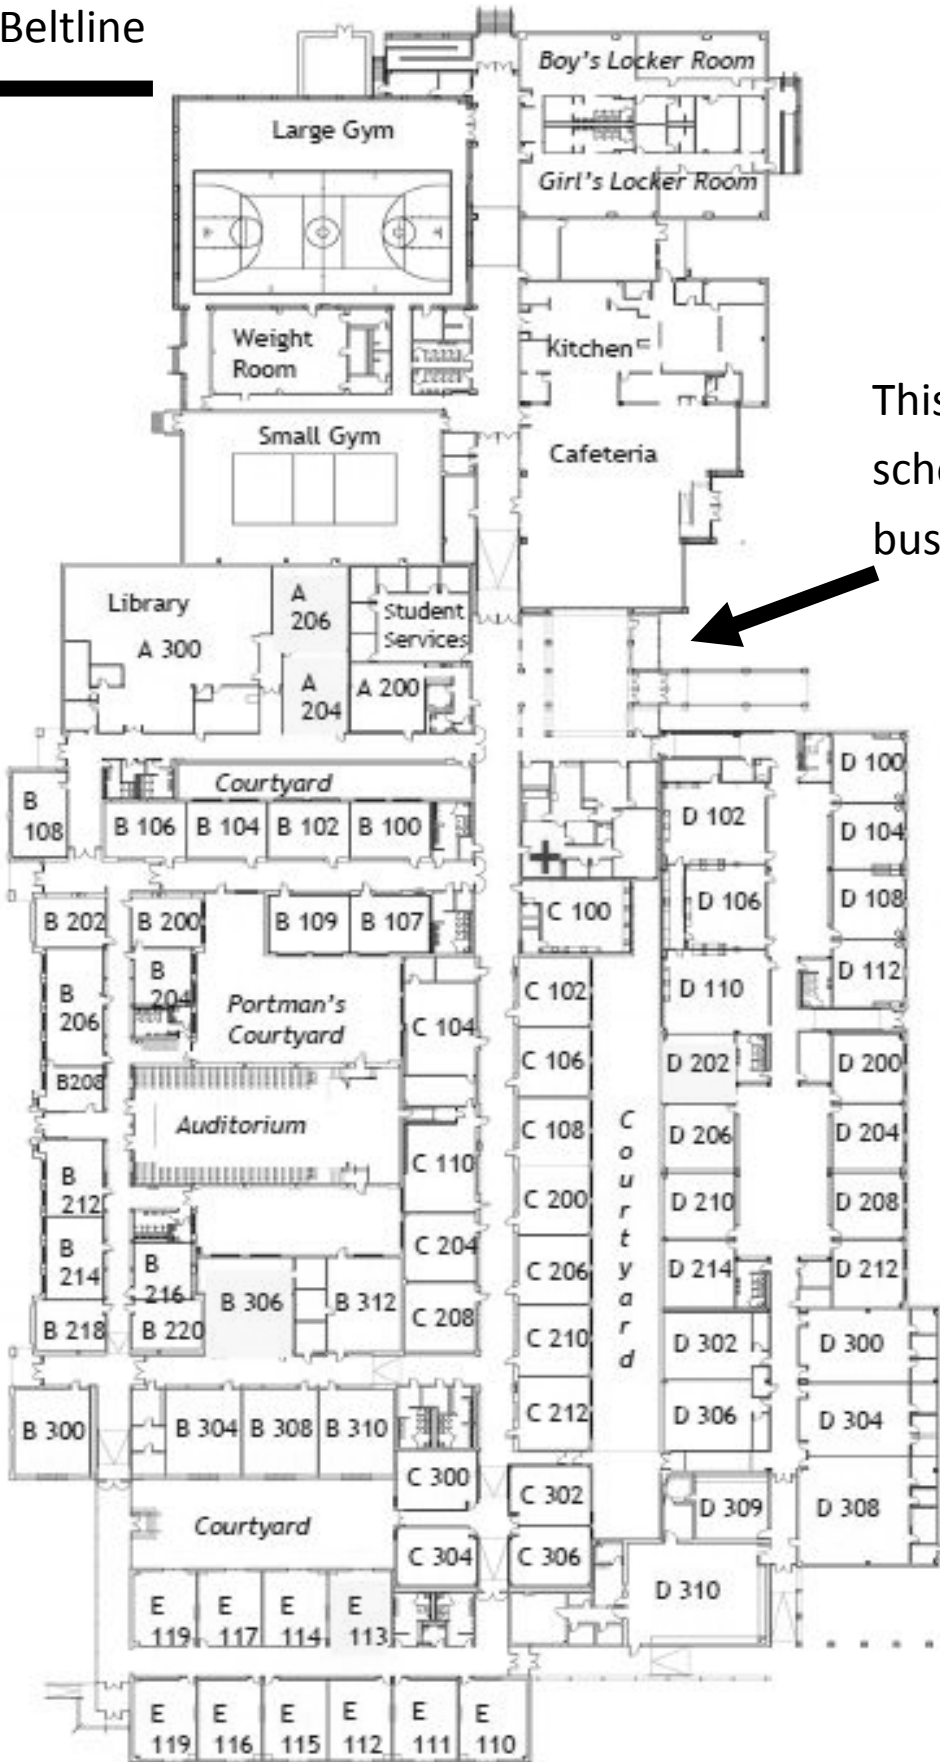 Beltline
Boy's Locker Room
Large Gym
Girl's Locker Room
Weight
Room
Kitchen
This
Small Gym
Cafeteria
bus
Library
A 300
A
206
Student
Services
A
204
A 200
Courtyard
B
108
B 106
B 104
B 102
B 100
D 100
D 102
D 104
B 202
B 200
B 109
B 107
C 100
D 106
D 108
B
204
B
206
Portman's
Courtyard
C 104
C 102
D 110
D 112
B208
C 106
D 202
D 200
Auditorium
C 108
Courtyard
D 206
D 204
B
212
C 110
C 200
D 210
D 208
B
214
B
216
C 204
C 206
D 214
D 212
B 218
B 220
B 306
B 312
C 208
C 210
D 302
D 300
B 300
B 304
B 308
B 310
C 212
D 306
D 304
C 300
C 302
D 309
D 308
Courtyard
C 304
C 306
D 310
E
119
E
117
E
114
E
113
E
119
E
116
E
115
E
112
E
111
E
110